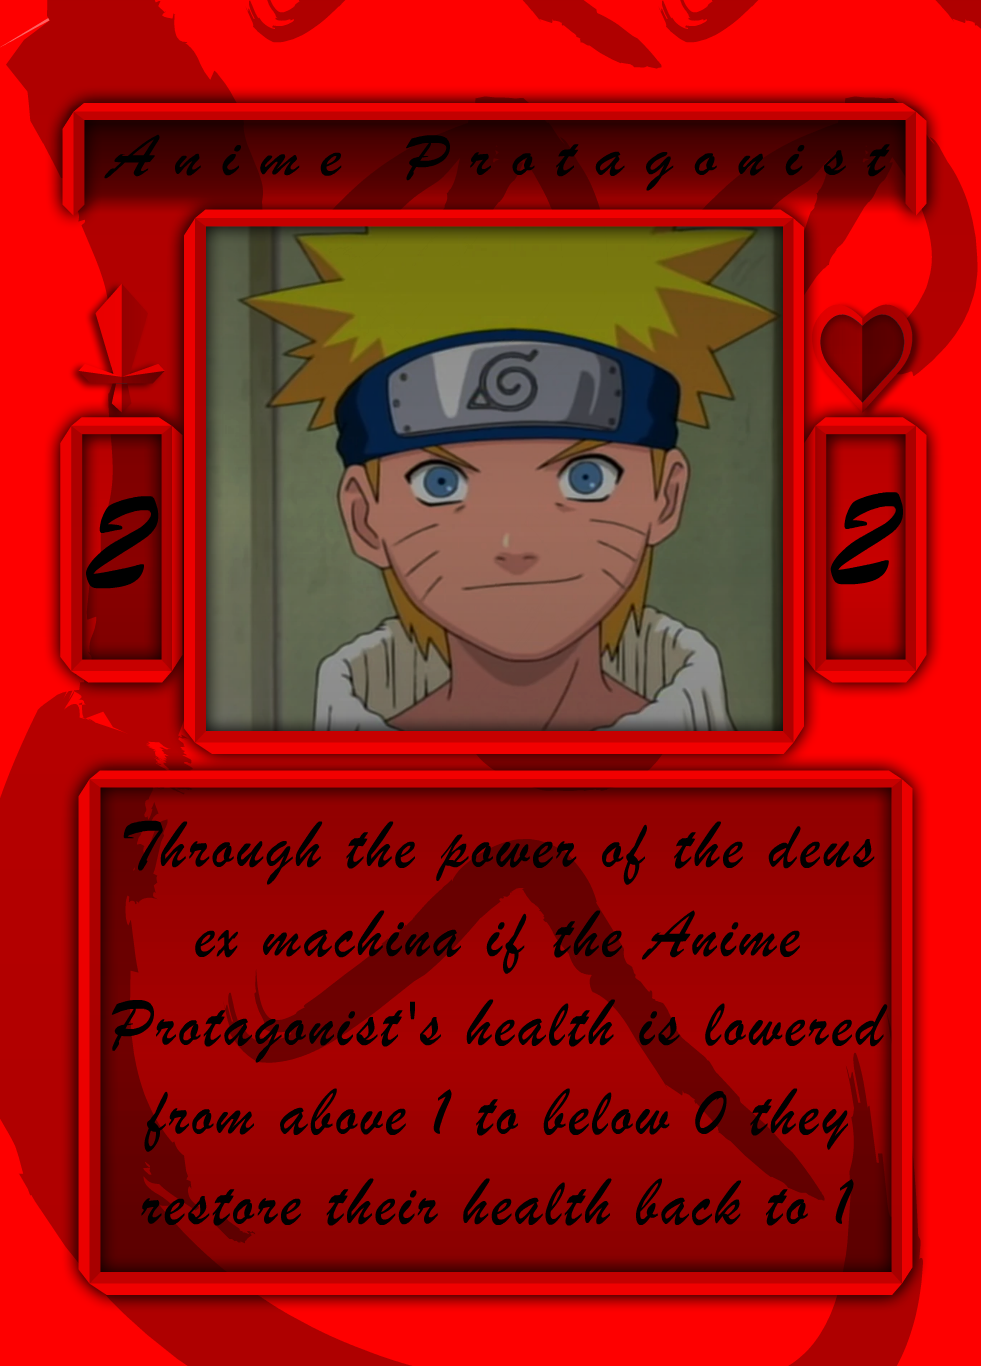 Anime Protagonist
2
2
Through the power of the deus
ex machina if the Anime
Protagonist's health is lowered
from above 1 to below 0 they
restore their health back to 1